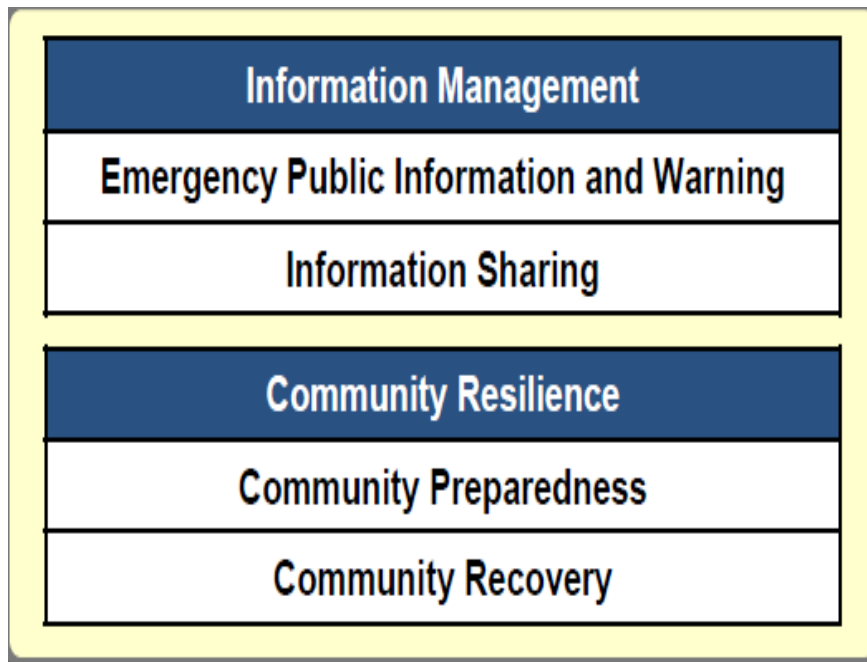 Information Management
Emergency Public Information and Warning
Information Sharing
Community Resilience
Community Preparedness
Community Recovery